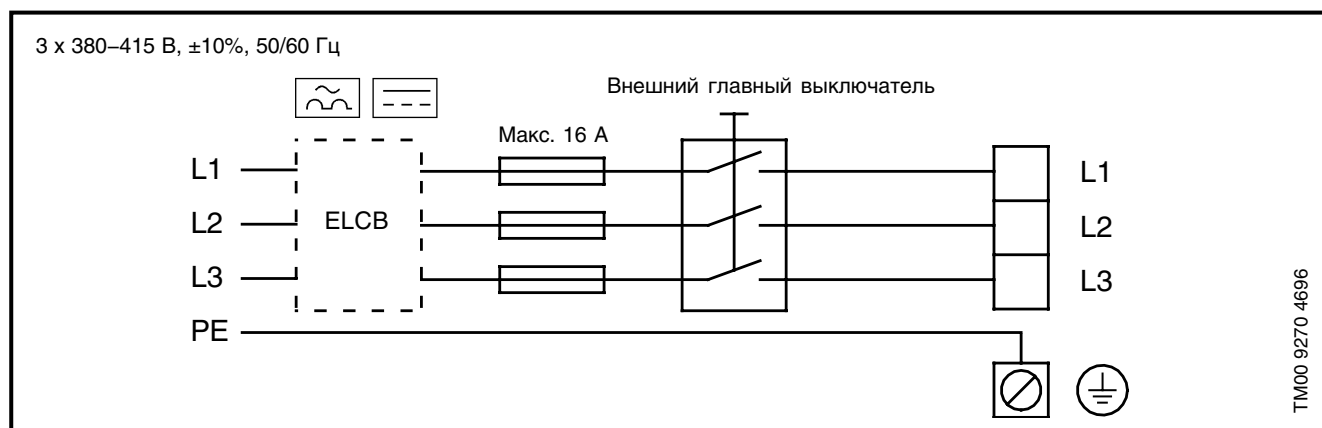 3 x 380–415 В, ±10%, 50/60 Гц
Внешний главный выключатель
Макс. 16 А
L1
L1
L2
ELCB
L2
L3
L3
PE
TM00 9270 4696